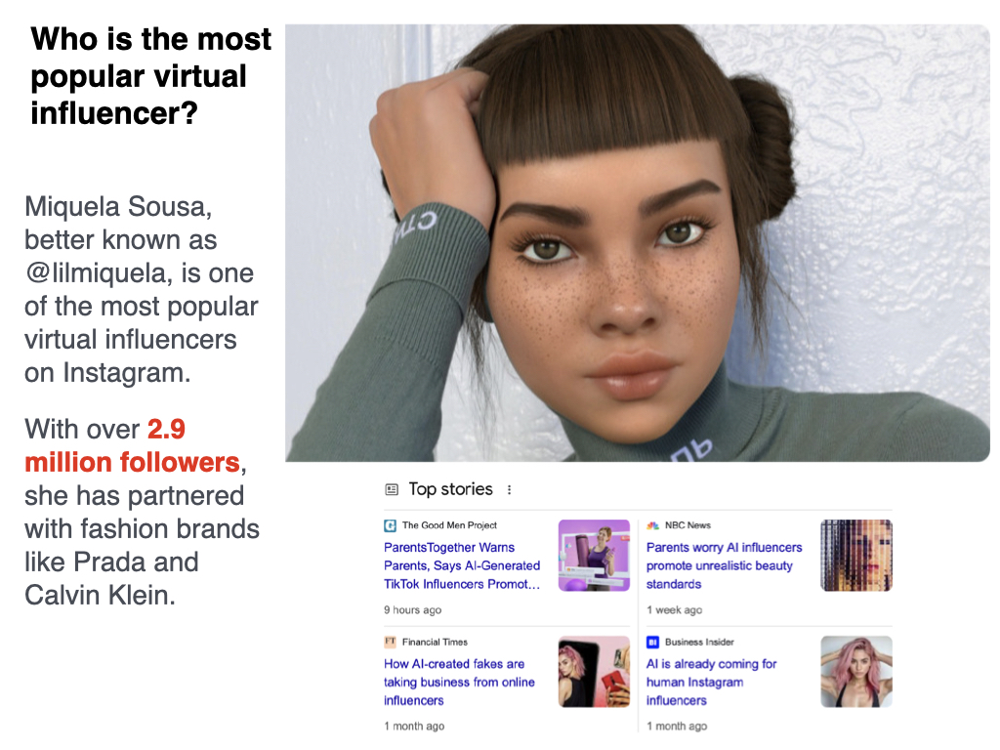 Who is the most
popular virtual
influencer?
Miquela Sousa,
better known as
@lilmiquela, is one
of the most popular
virtual influencers
on Instagram.
With over 2.9
million followers,
she has partnered
with fashion brands
like Prada and
Calvin Klein.
Top stories
The Good Men Project
ParentsTogether Warns
Parents, Says AI-Generated
TikTok Influencers Promot...
9 hours ago
NBC News
Parents worry AI influencers
promote unrealistic beauty
standards
1 week ago
FT
Financial Times
How AI-created fakes are
taking business from online
influencers
1 month ago
BI
Business Insider
AI is already coming for
human Instagram
influencers
1 month ago